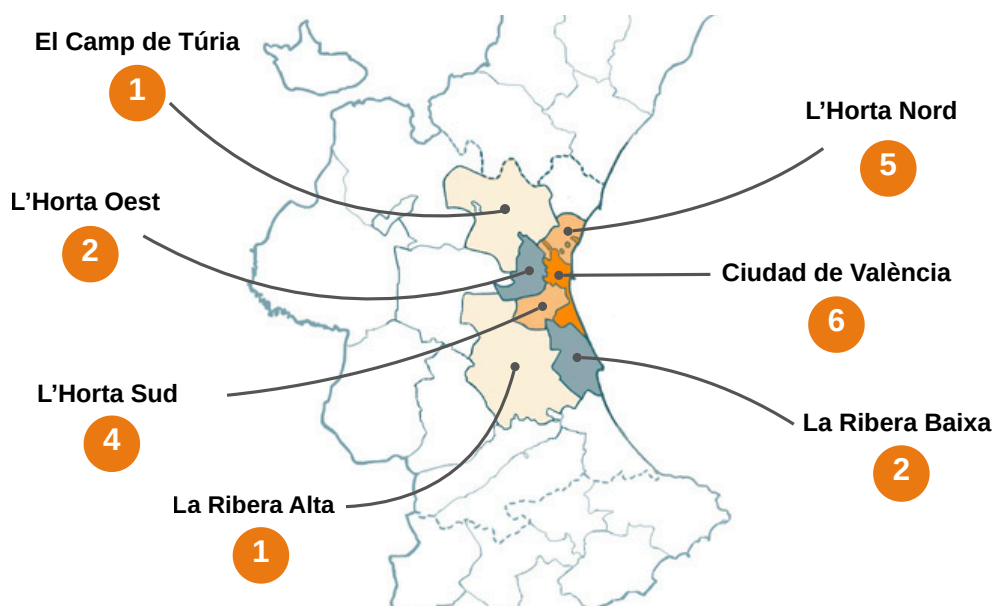 El Camp de Túria
1
L'Horta Nord
5
L'Horta Oest
2
Ciudad de València
6
L'Horta Sud
4
La Ribera Baixa
2
La Ribera Alta
1